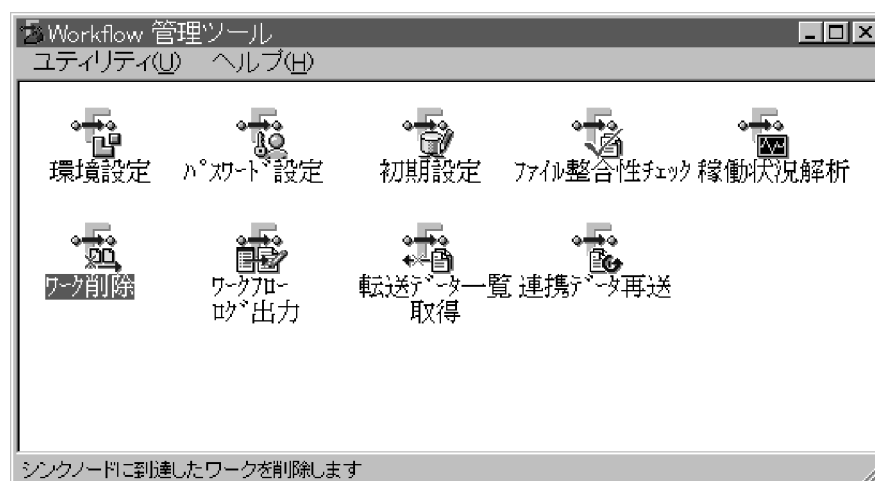 Workflow 管理ツール
ユティリティ(U) ヘルプ(H)
環境設定 ﾊﾟｽﾜｰﾄﾞ設定 初期設定 ﾌｧｲﾙ整合性ﾁｪｯｸ 稼働状況解析
ﾜｰｸ削除 ﾜｰｸﾌﾛｰ 転送ﾃﾞｰﾀ一覧 連携ﾃﾞｰﾀ再送
ﾛｸﾞ出力 取得
シンクノードに到達したワークを削除します